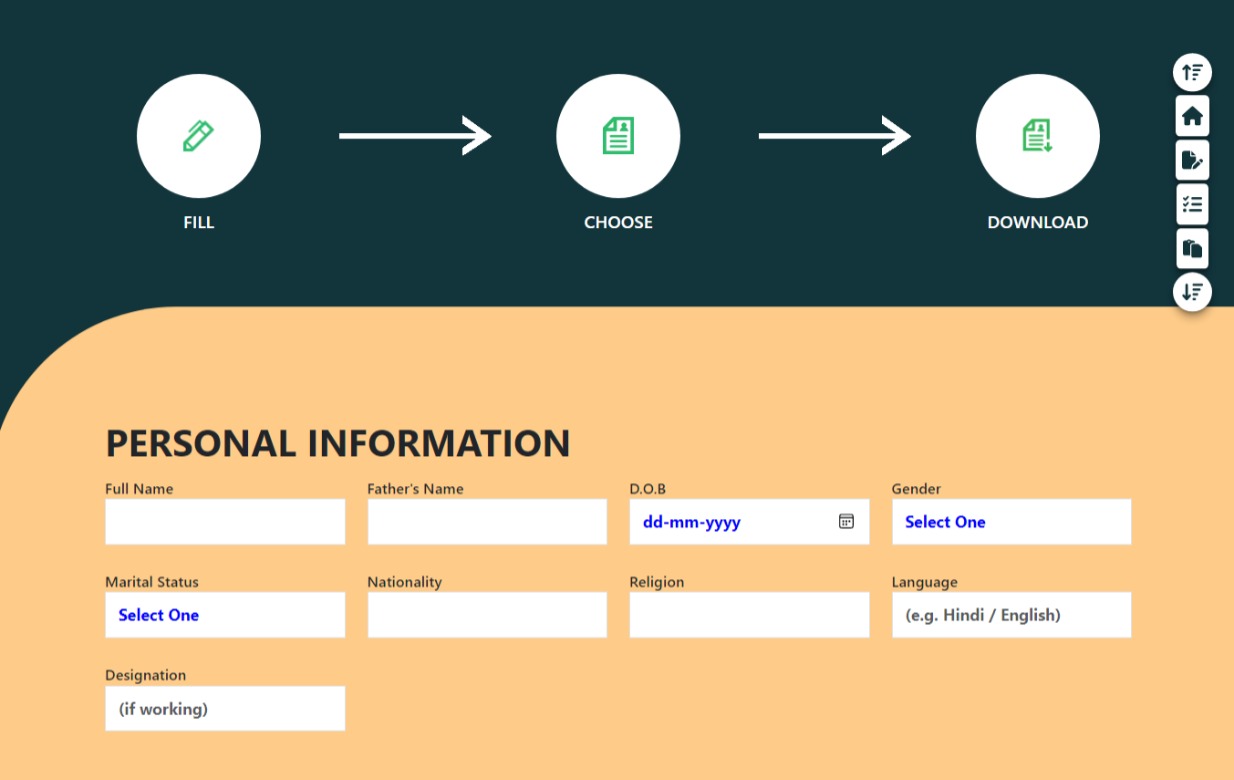 FILL
CHOOSE
DOWNLOAD
PERSONAL INFORMATION
Full Name
Father's Name
D.O.B
Gender
dd-mm-yyyy
Select One
Marital Status
Nationality
Religion
Language
Select One
(e.g. Hindi / English)
Designation
(if working)